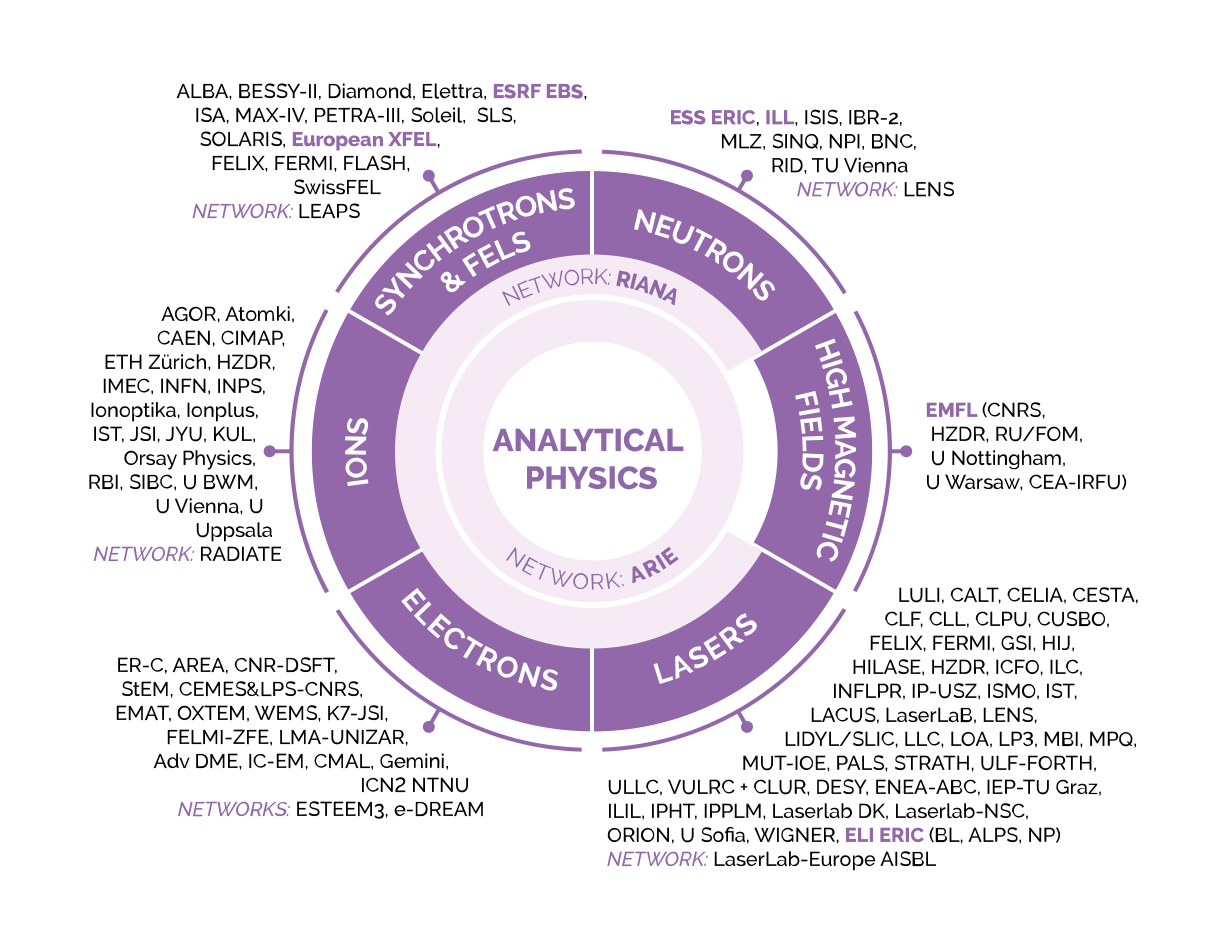 ALBA, BESSY-II, Diamond, Elettra, ESRF EBS,
ISA, MAX-IV, PETRA-III, Soleil, SLS,
SOLARIS, European XFEL,
FELIX, FERMI, FLASH,
SwissFEL
NETWORK: LEAPS
ESS ERIC, ILL, ISIS, IBR-2,
MLZ, SINQ, NPI, BNC,
RID, TU Vienna
NETWORK: LENS
SYNCHROTRONS
& FELS
NEUTRONS
NETWORK: RIANA
AGOR, Atomki,
CAEN, CIMAP,
ETH Zürich, HZDR,
IMEC, INFN, INPS,
Ionoptika, Ionplus,
IST, JSI, JYU, KUL,
Orsay Physics,
RBI, SIBC, U BWM,
U Vienna, U
Uppsala
NETWORK: RADIATE
IONS
ANALYTICAL
PHYSICS
HIGH MAGNETIC
FIELDS
EMFL (CNRS,
HZDR, RU/FOM,
U Nottingham,
U Warsaw, CEA-IRFU)
NETWORK: ARIE
ELECTRONS
LASERS
ER-C, AREA, CNR-DSFT,
StEM, CEMES&LPS-CNRS,
EMAT, OXTEM, WEMS, K7-JSI,
FELMI-ZFE, LMA-UNIZAR,
Adv DME, IC-EM, CMAL, Gemini,
ICN2 NTNU
NETWORKS: ESTEEM3, e-DREAM
LULI, CALT, CELIA, CESTA,
CLF, CLL, CLPU, CUSBO,
FELIX, FERMI, GSI, HIJ,
HILASE, HZDR, ICFO, ILC,
INFLPR, IP-USZ, ISMO, IST,
LACUS, LaserLaB, LENS,
LIDYL/SLIC, LLC, LOA, LP3, MBI, MPQ,
MUT-IOE, PALS, STRATH, ULF-FORTH,
ULLC, VULRC + CLUR, DESY, ENEA-ABC, IEP-TU Graz,
ILIL, IPHT, IPPLM, Laserlab DK, Laserlab-NSC,
ORION, U Sofia, WIGNER, ELI ERIC (BL, ALPS, NP)
NETWORK: LaserLab-Europe AISBL